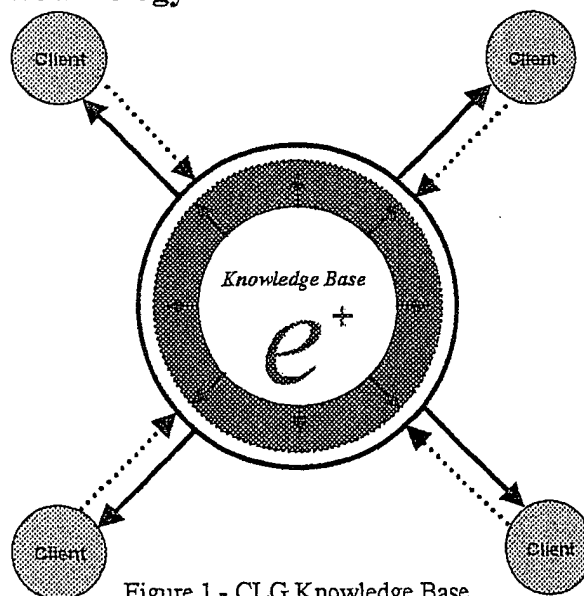 Client
Client
Knowledge Base
e+
Client
Client
Figure 1 - CLG Knowledge Base